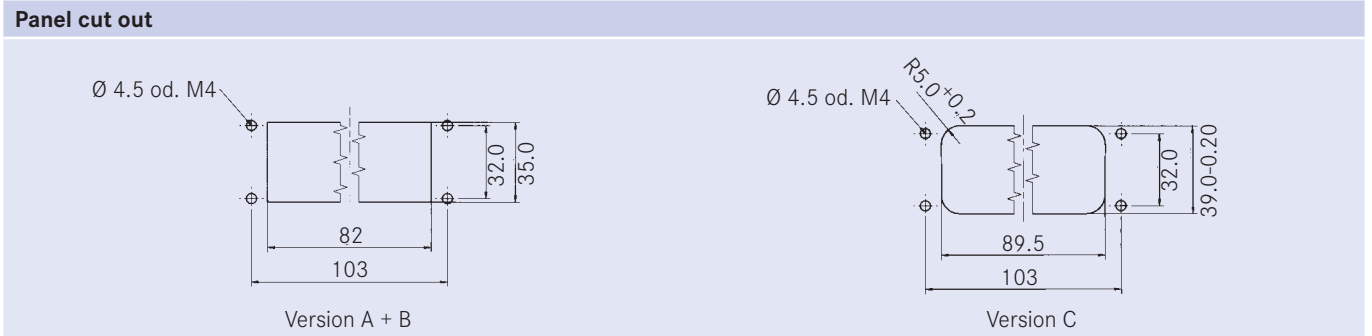 Panel cut out
Ø 4.5 od. M4
32.0
35.0
82
103
Version A + B
Ø 4.5 od. M4
R5.0+0.2
32.0
39.0-0.20
89.5
103
Version C